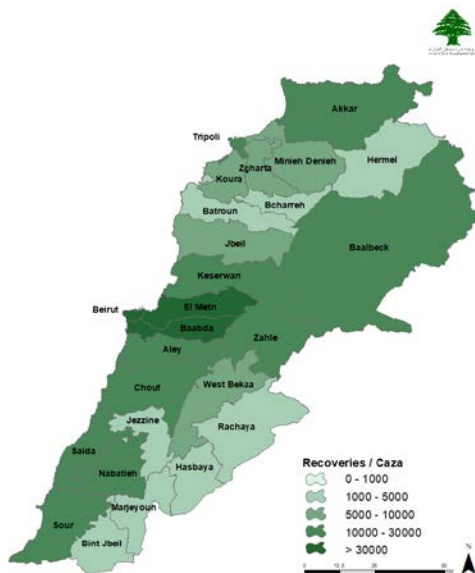 Akkar
Tripoli
Zgharta
Minieh Denieh
Hermel
Koura
Bcharreh
Batroun
Jbeil
Baalbeck
Keserwan
Beirut
El Metn
Baabda
Aley
Zahle
Chouf
West Bekaa
Jezzine
Rachaya
Saida
Nabatieh
Hasbaya
Marjeyoun
Sour
Bint Jbeil
Recoveries / Caza
0 - 1000
1000 - 5000
5000 - 10000
10000 - 30000
> 30000
N